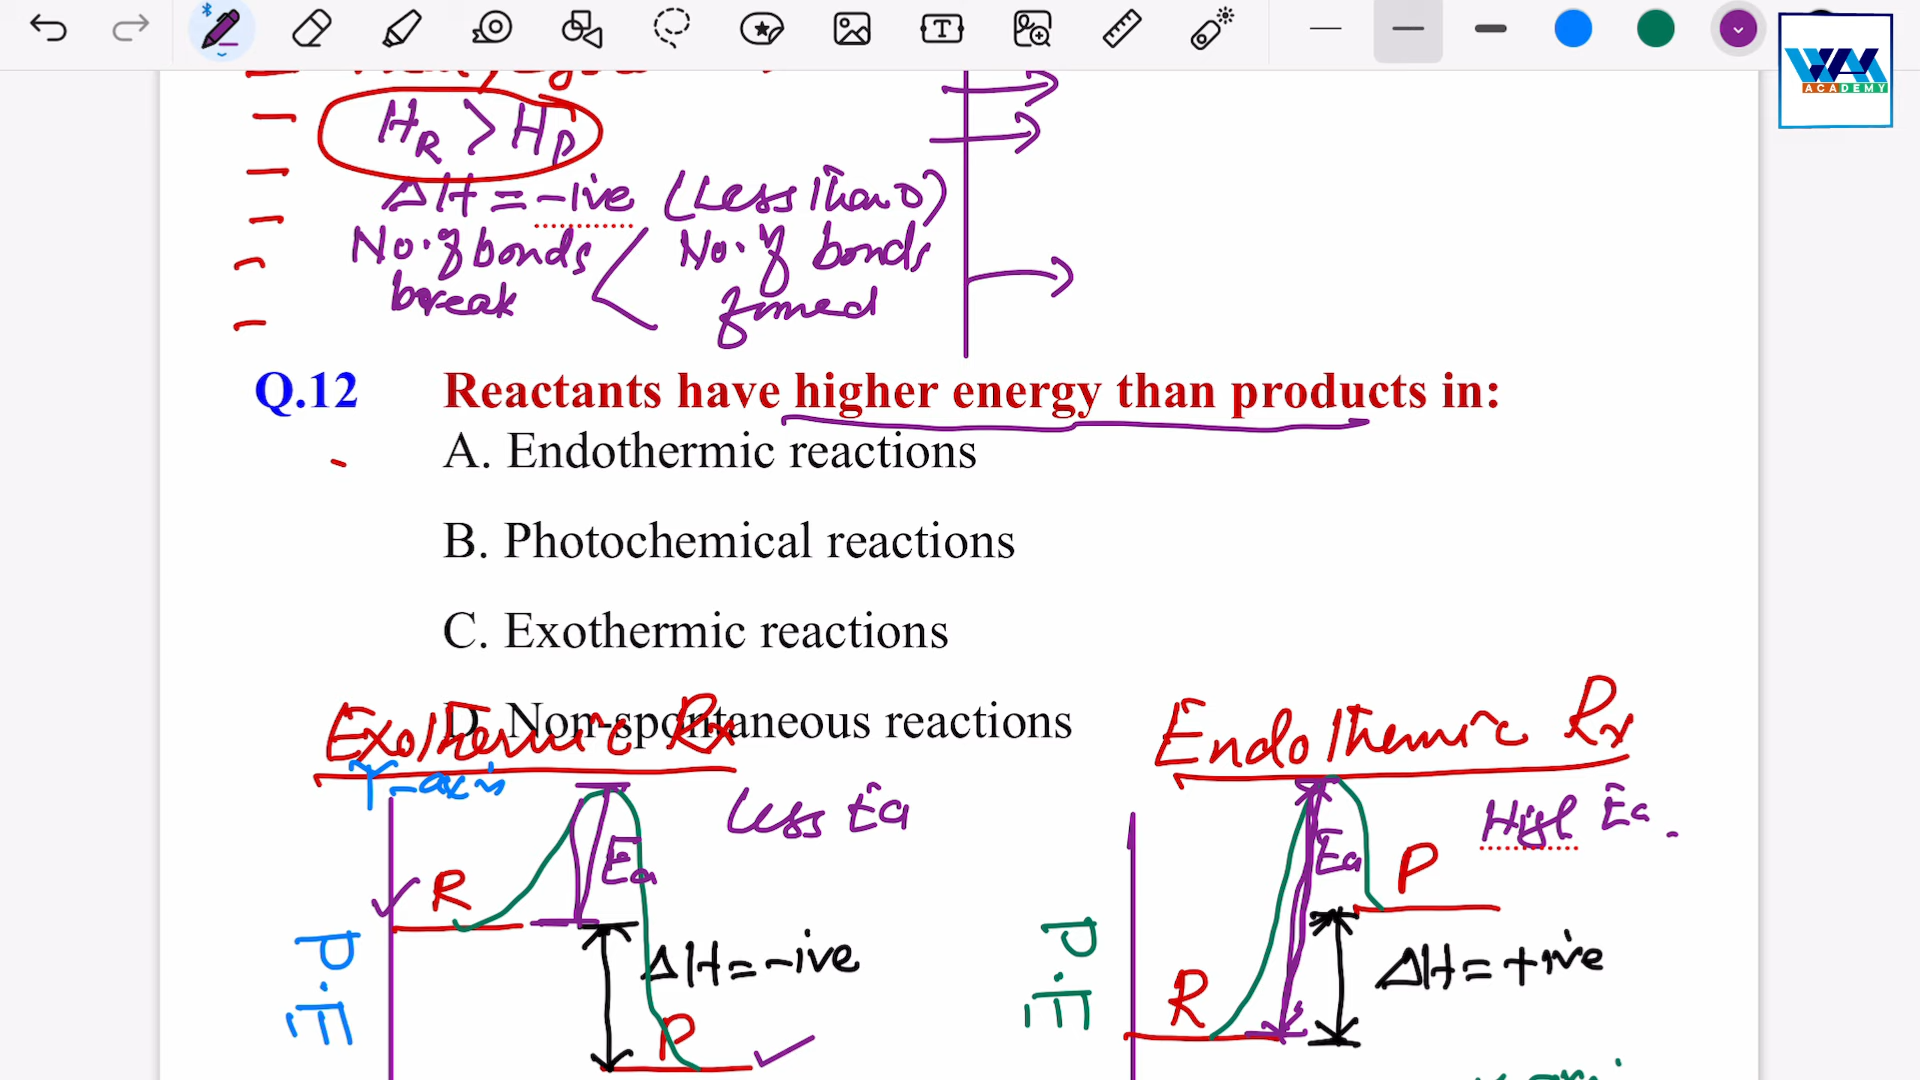 WAM
ACADEMY
HR > HP
ΔH = -ive (Less than 0)
No. of bonds break < No. of bonds formed
Q.12 Reactants have higher energy than products in:
A. Endothermic reactions
B. Photochemical reactions
C. Exothermic reactions
D. Non-spontaneous reactions
Exothermic Rx
Endothermic Rx
Y-axis
Less Ea
High Ea
Ea
Ea
R
P
P.E
P.E
ΔH = -ive
ΔH = +ive
R
P